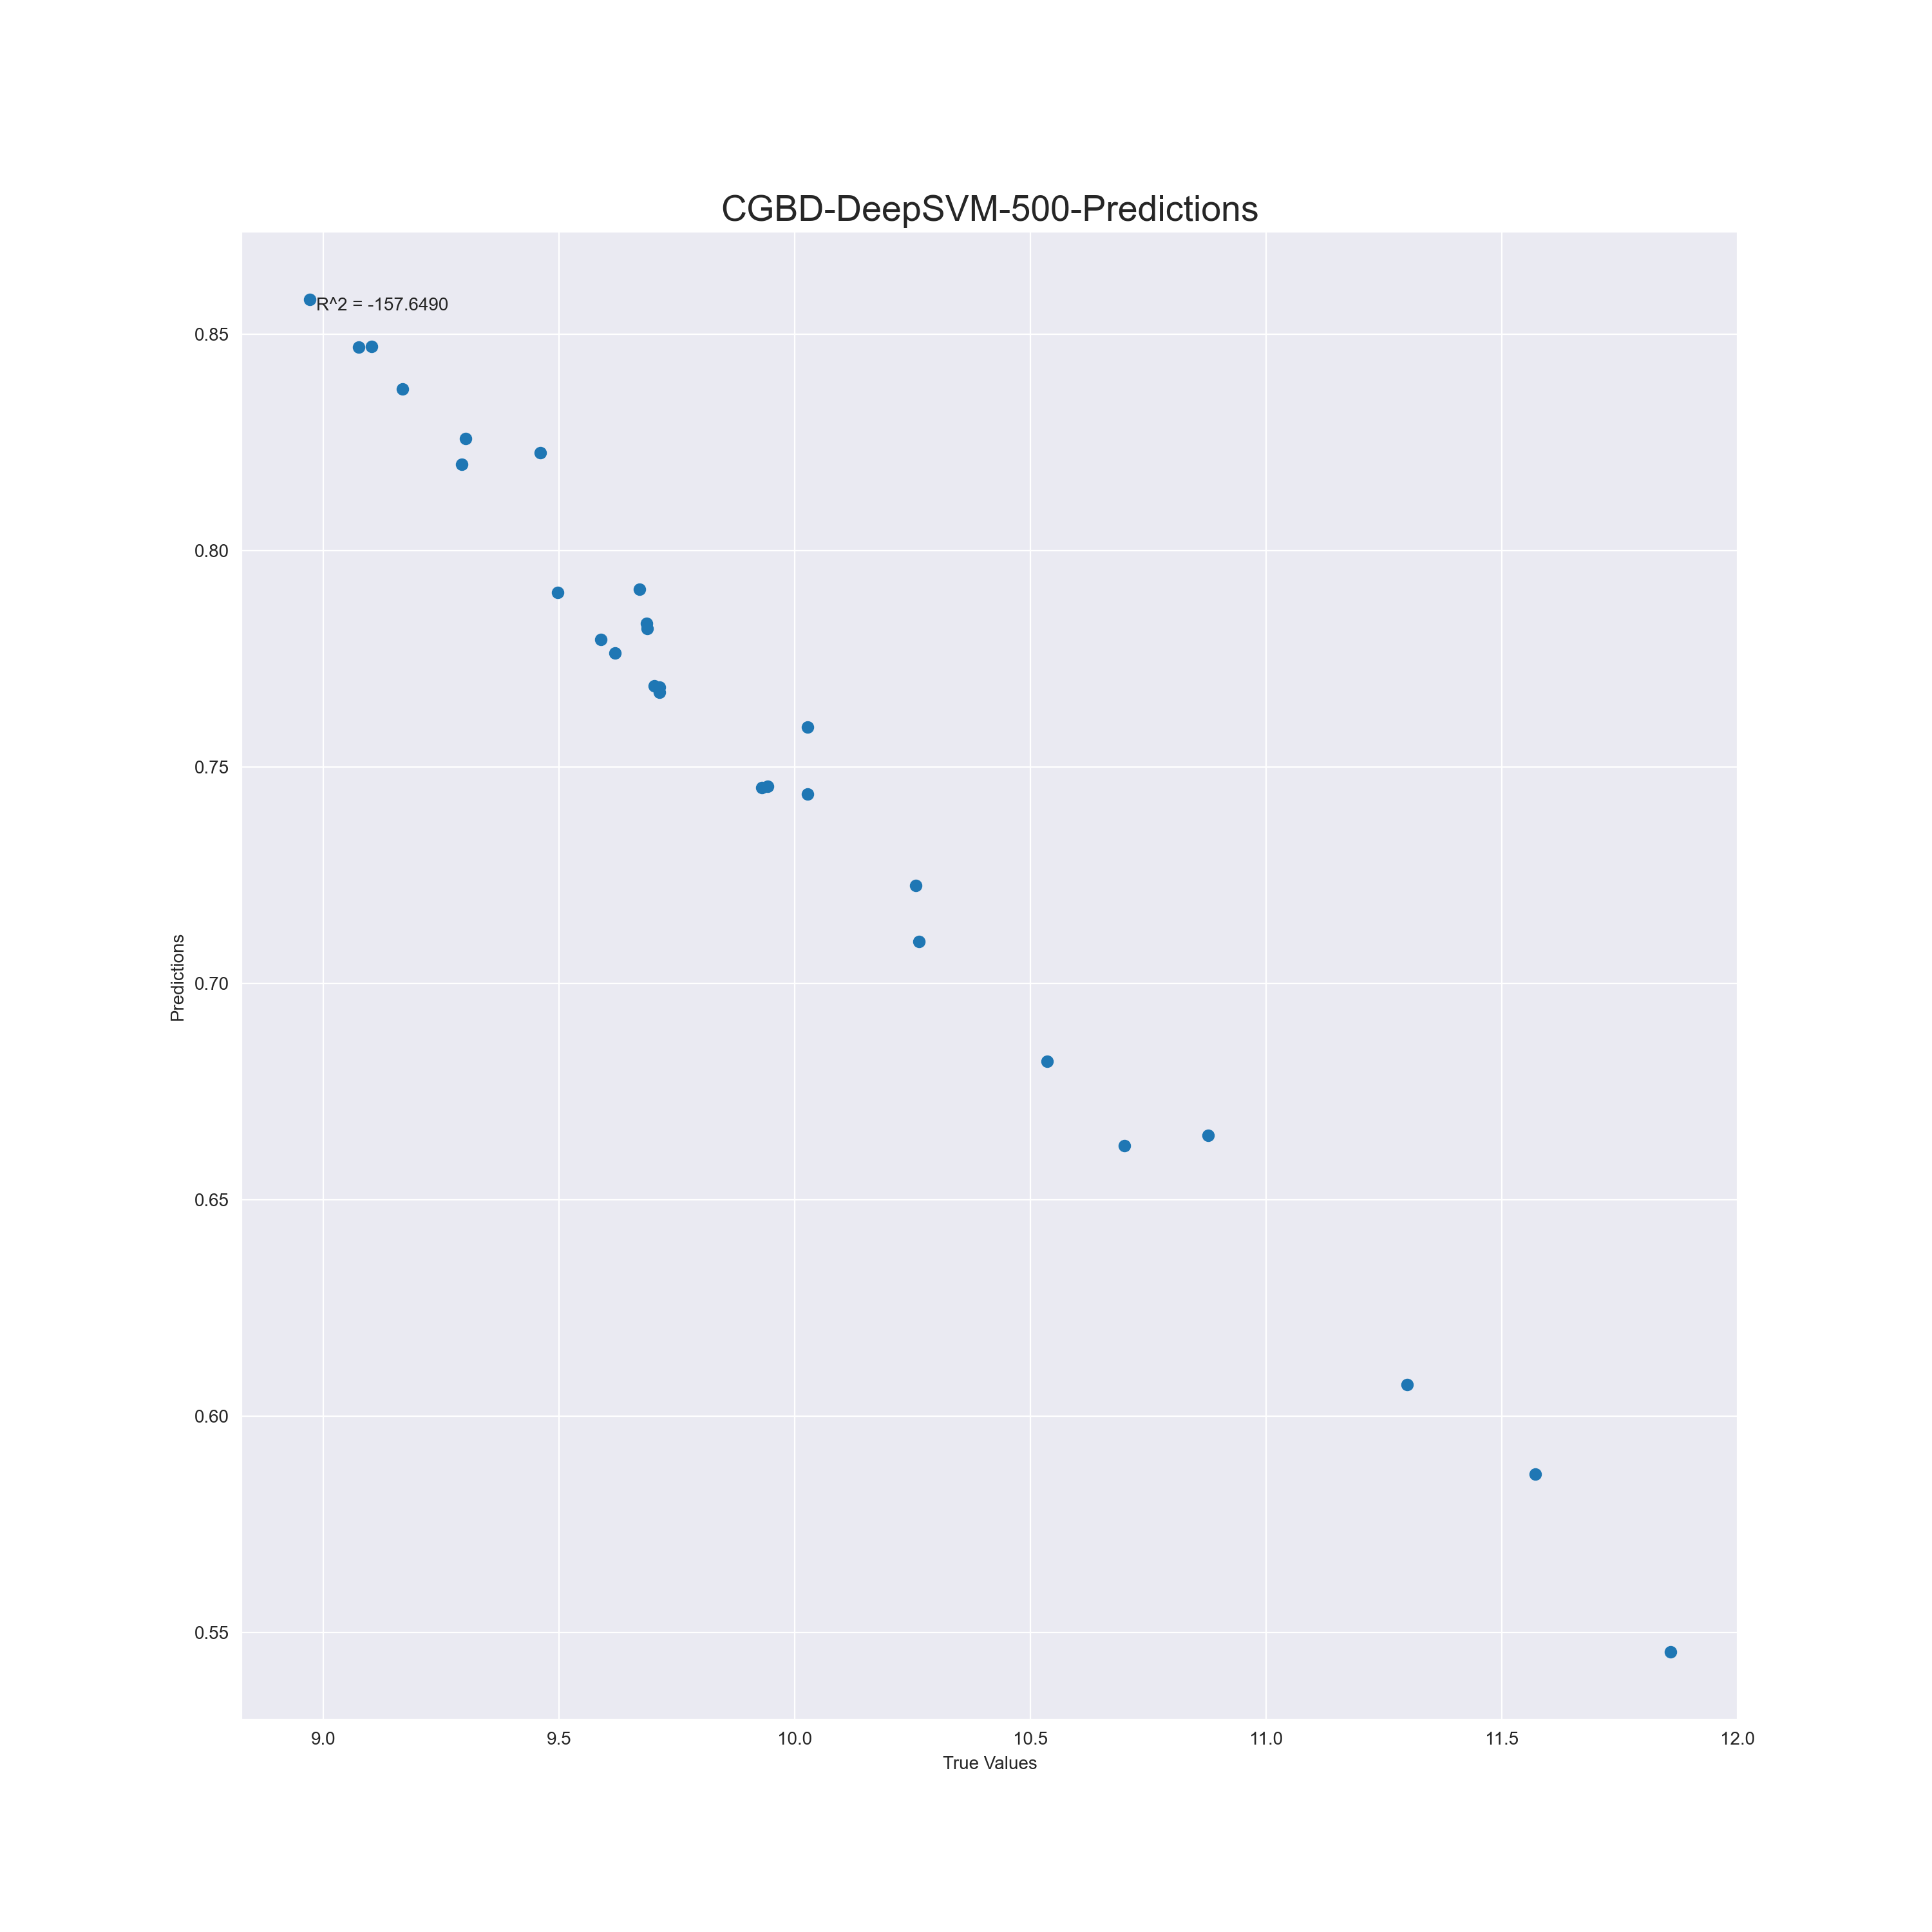 CGBD-DeepSVM-500-Predictions
R^2 = -157.6490
0.85
0.80
0.75
0.70
0.65
0.60
0.55
Predictions
9.0 9.5 10.0 10.5 11.0 11.5 12.0
True Values